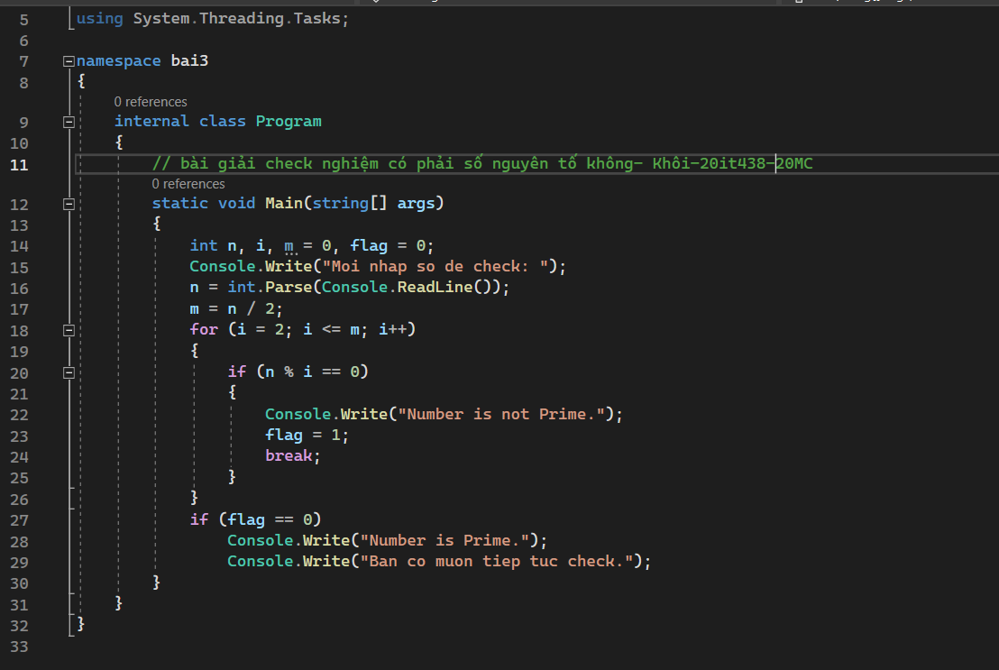 5 using System.Threading.Tasks;
6
7 namespace bai3
8 {
0 references
9 internal class Program
10 {
11 // bài giải check nghiệm có phải số nguyên tố không- Khôi-20it438-20MC
0 references
12 static void Main(string[] args)
13 {
14 int n, i, m = 0, flag = 0;
15 Console.Write("Moi nhap so de check: ");
16 n = int.Parse(Console.ReadLine());
17 m = n / 2;
18 for (i = 2; i <= m; i++)
19 {
20 if (n % i == 0)
21 {
22 Console.Write("Number is not Prime.");
23 flag = 1;
24 break;
25 }
26 }
27 if (flag == 0)
28 Console.Write("Number is Prime.");
29 Console.Write("Ban co muon tiep tuc check.");
30 }
31 }
32 }
33